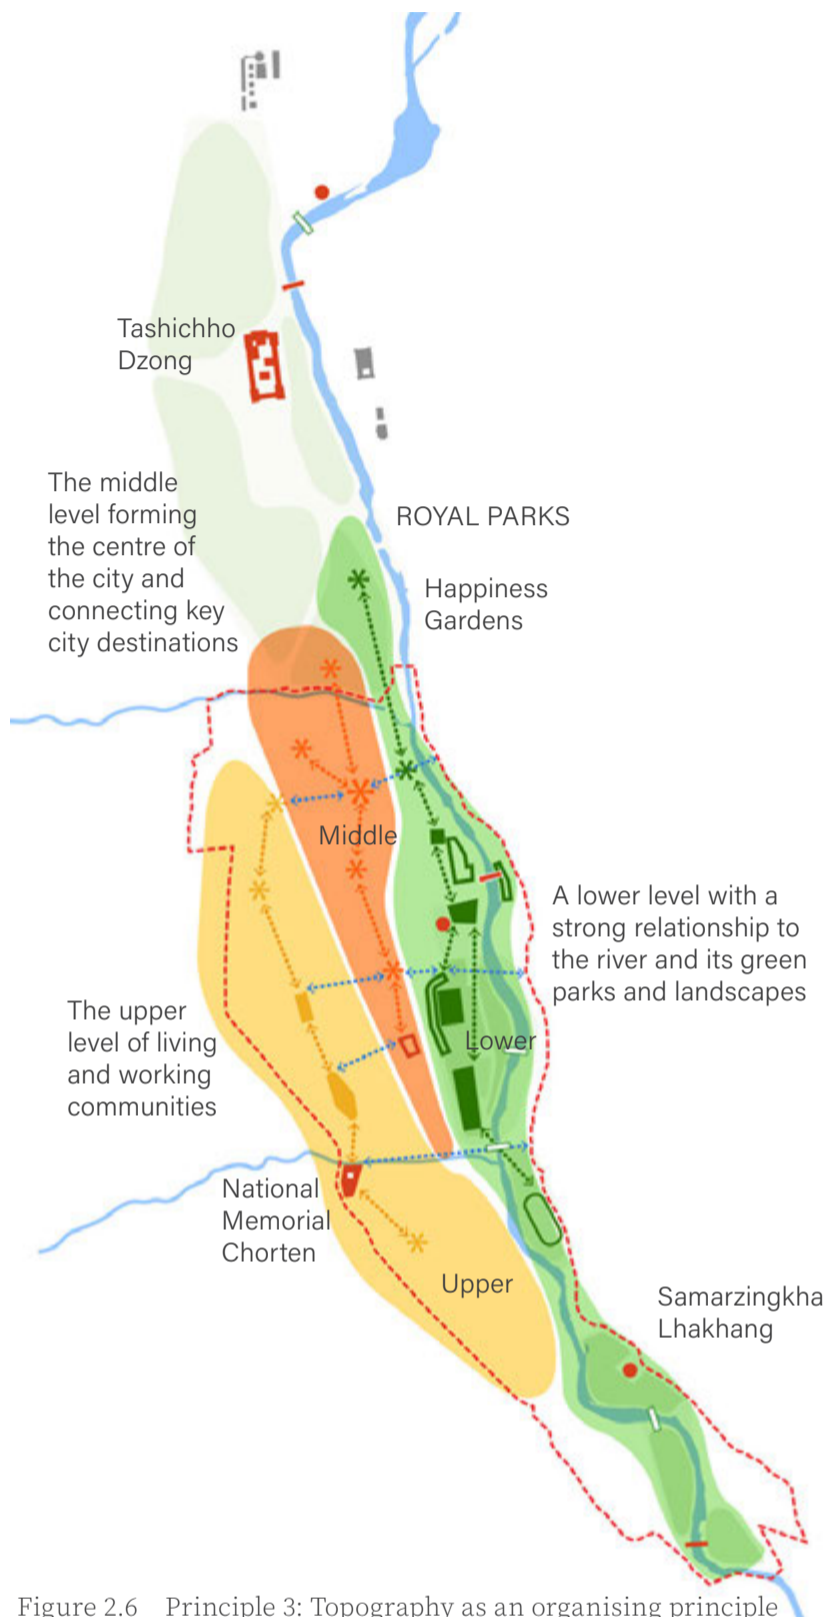 Tashichho
Dzong
The middle
level forming
the centre of
the city and
connecting key
city destinations
ROYAL PARKS
Happiness
Gardens
Middle
A lower level with a
strong relationship to
the river and its green
parks and landscapes
The upper
level of living
and working
communities
Lower
National
Memorial
Chorten
Upper
Samarzingkha
Lhakhang
Figure 2.6 Principle 3: Topography as an organising principle